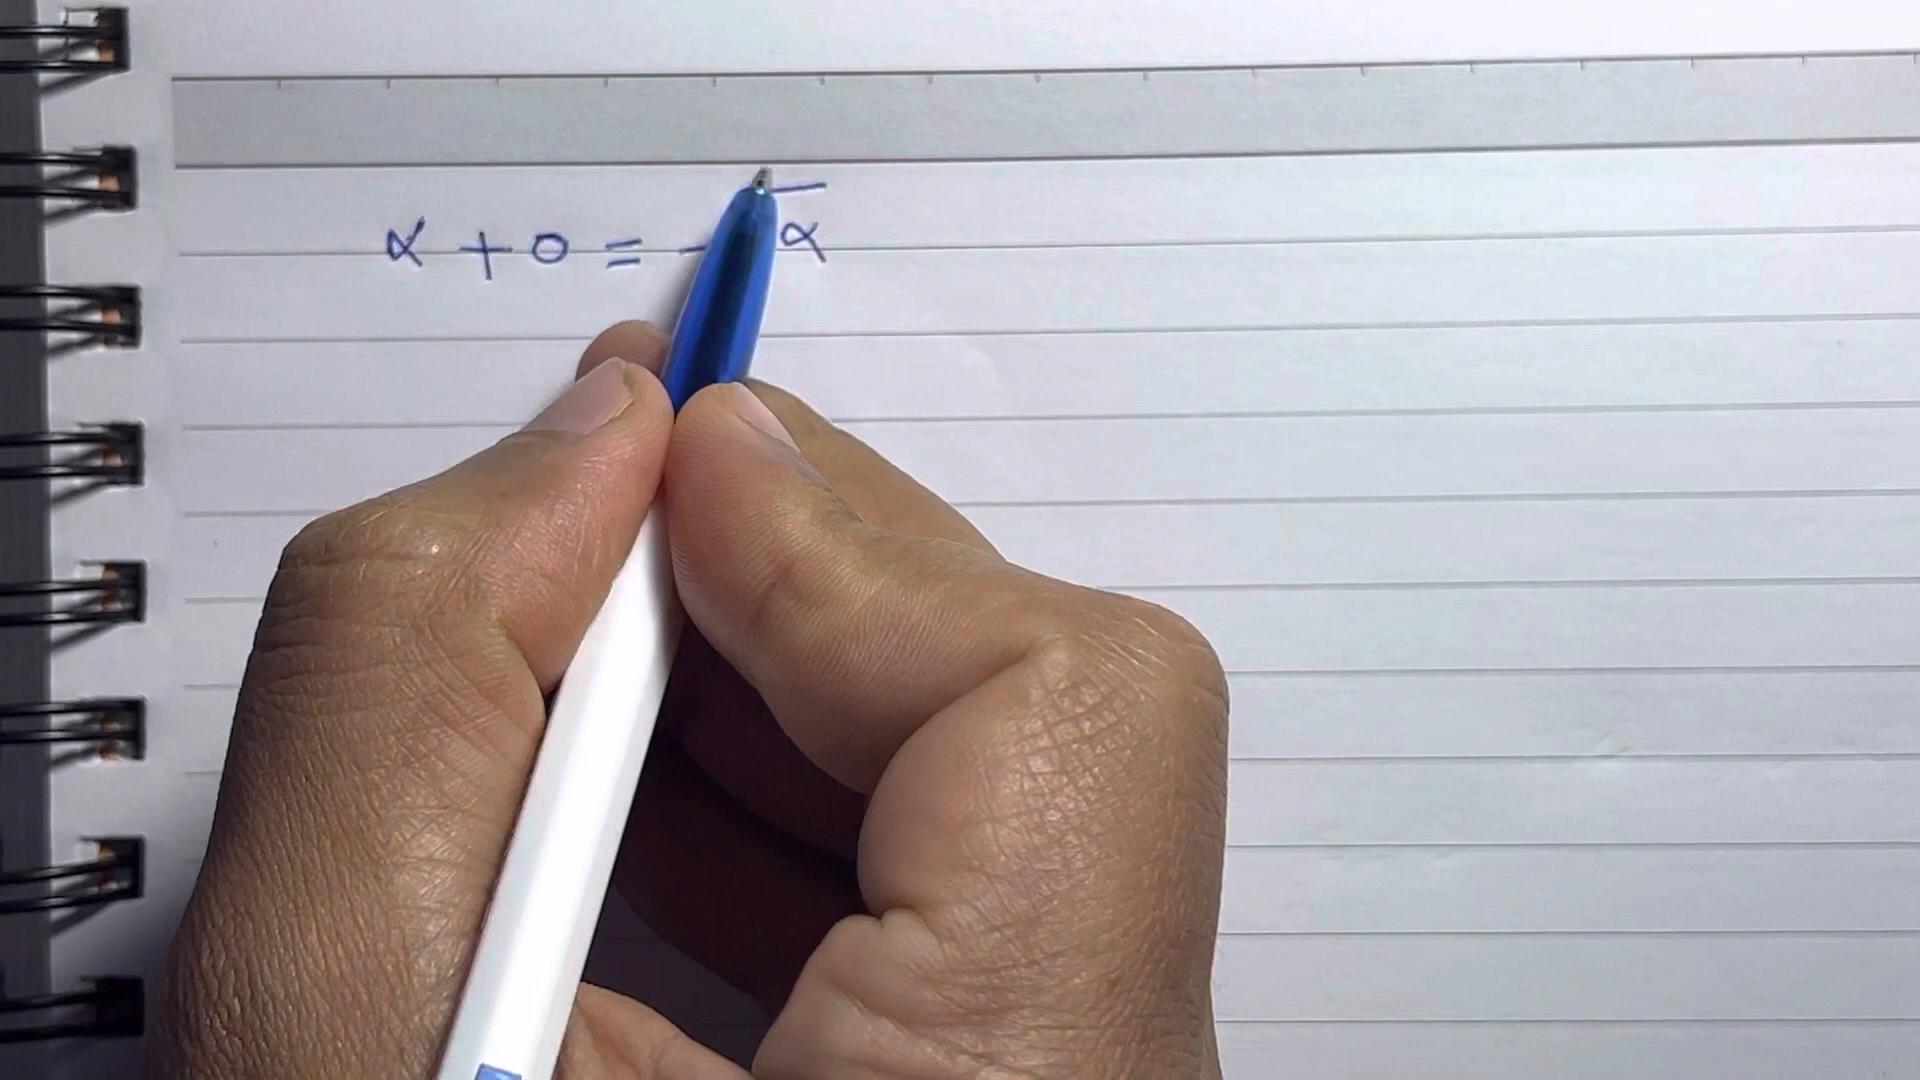 α + 0 = - α